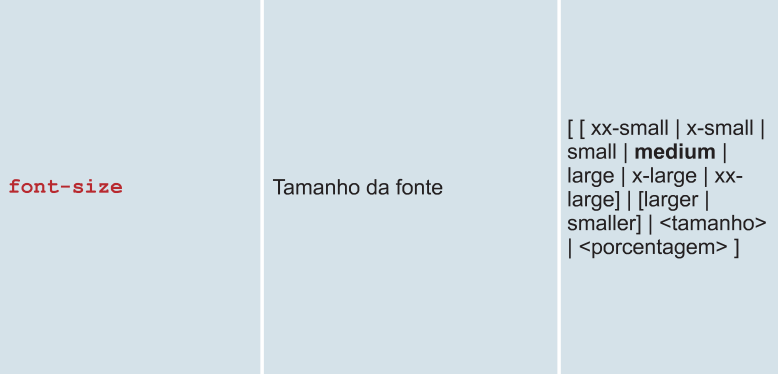 font-size
Tamanho da fonte
[ [ xx-small | x-small |
small | medium |
large | x-large | xx-
large] | [larger |
smaller] | <tamanho>
| <porcentagem> ]